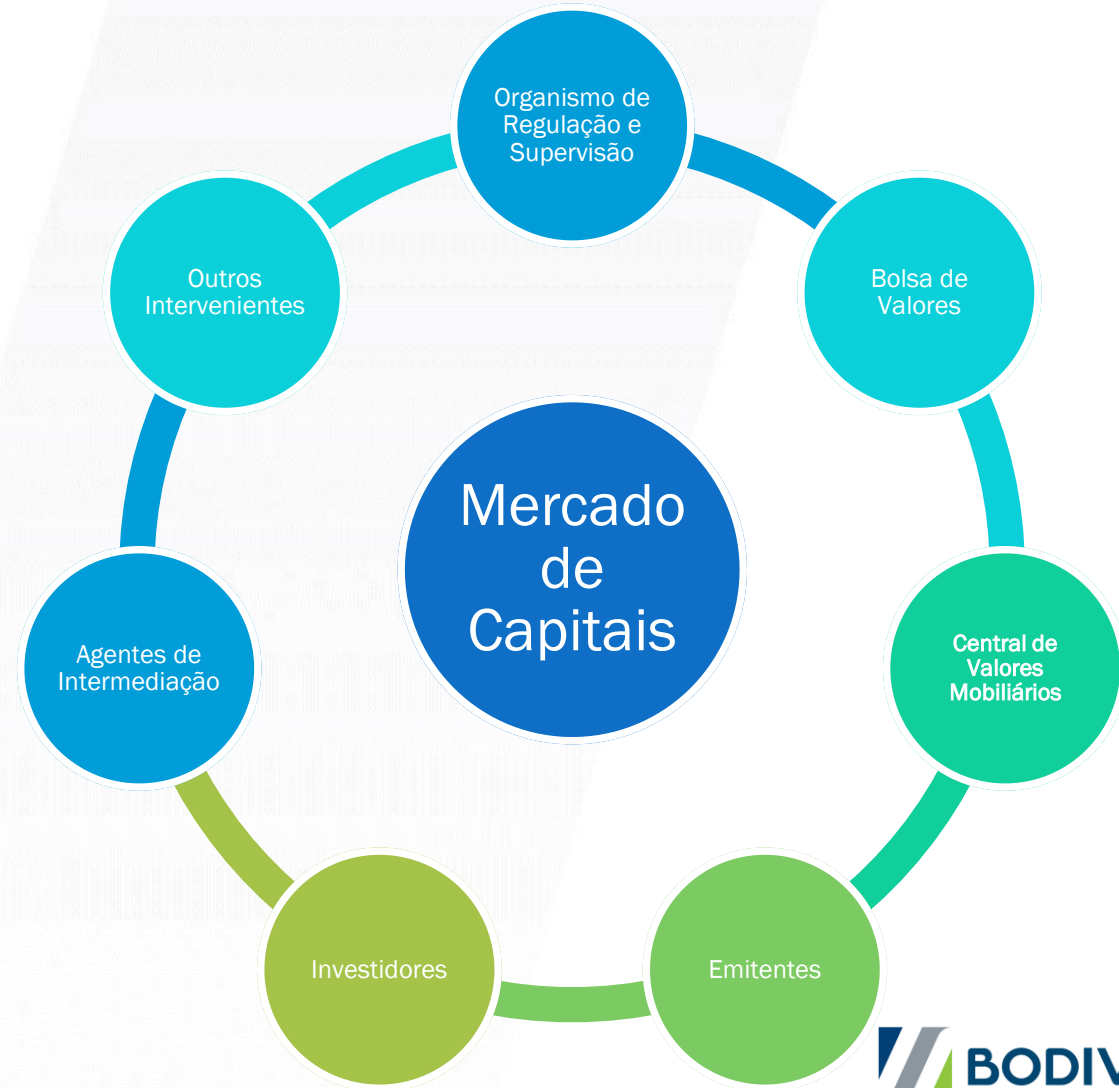 Organismo de
Regulação e
Supervisão
Outros
Intervenientes
Bolsa de
Valores
Mercado
de
Capitais
Agentes de
Intermediação
Central de
Valores
Mobiliários
Investidores
Emitentes